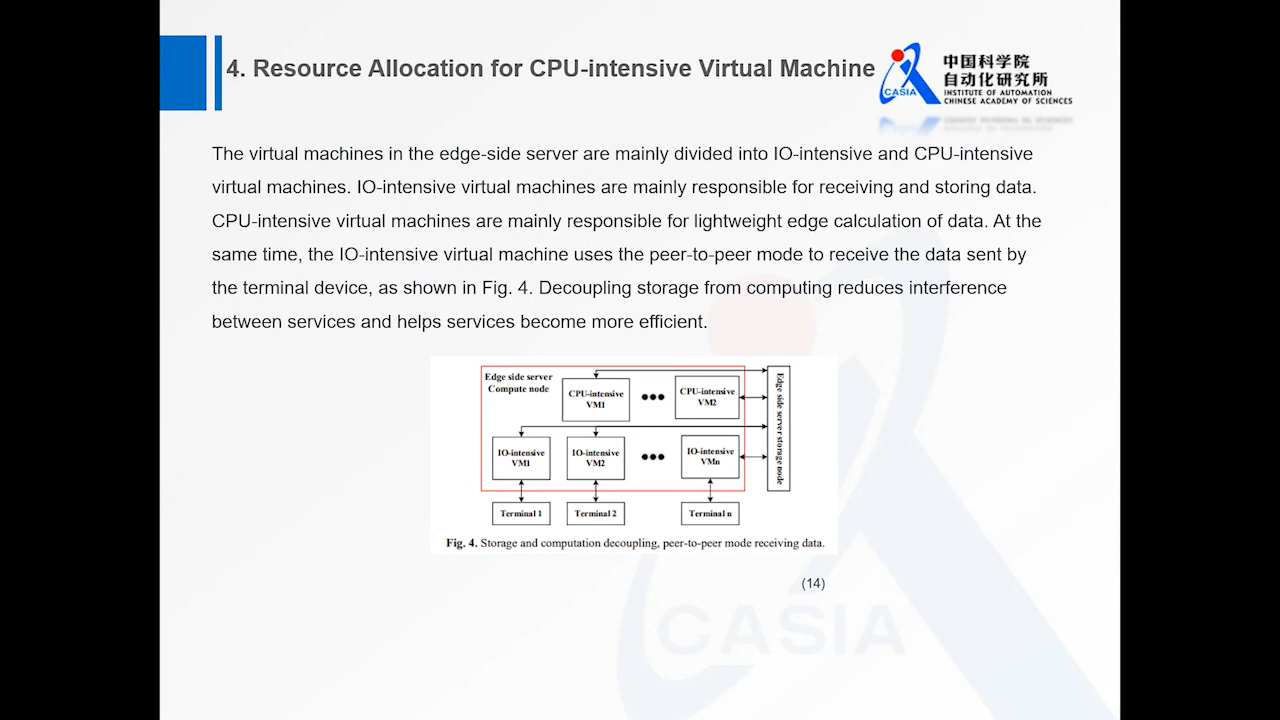 4. Resource Allocation for CPU-intensive Virtual Machine
中国科学院
自动化研究所
INSTITUTE OF AUTOMATION
CHINESE ACADEMY OF SCIENCES
CASIA
The virtual machines in the edge-side server are mainly divided into IO-intensive and CPU-intensive
virtual machines. IO-intensive virtual machines are mainly responsible for receiving and storing data.
CPU-intensive virtual machines are mainly responsible for lightweight edge calculation of data. At the
same time, the IO-intensive virtual machine uses the peer-to-peer mode to receive the data sent by
the terminal device, as shown in Fig. 4. Decoupling storage from computing reduces interference
between services and helps services become more efficient.
Edge side server
Compute node
CPU-intensive
VM1
CPU-intensive
VM2
Edge side server storage node
IO-intensive
VM1
IO-intensive
VM2
IO-intensive
VMn
Terminal 1
Terminal 2
Terminal n
Fig. 4. Storage and computation decoupling, peer-to-peer mode receiving data.
(14)
CASIA